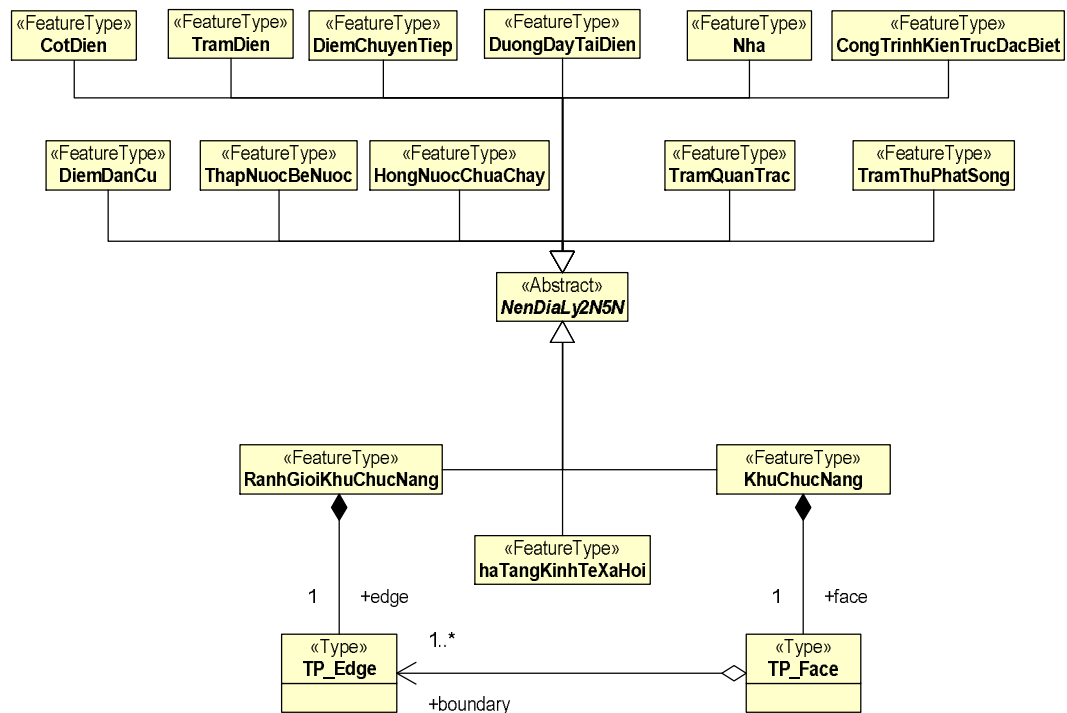 «FeatureType»
CotDien
«FeatureType»
TramDien
«FeatureType»
DiemChuyenTiep
«FeatureType»
DuongDayTaiDien
«FeatureType»
Nha
«FeatureType»
CongTrinhKienTrucDacBiet
«FeatureType»
DiemDanCu
«FeatureType»
ThapNuocBeNuoc
«FeatureType»
HongNuocChuaChay
«FeatureType»
TramQuanTrac
«FeatureType»
TramThuPhatSong
«Abstract»
NenDiaLy2N5N
«FeatureType»
RanhGioiKhuChucNang
«FeatureType»
KhuChucNang
«FeatureType»
haTangKinhTeXaHoi
1
+edge
1
+face
«Type»
TP_Edge
1..*
+boundary
«Type»
TP_Face